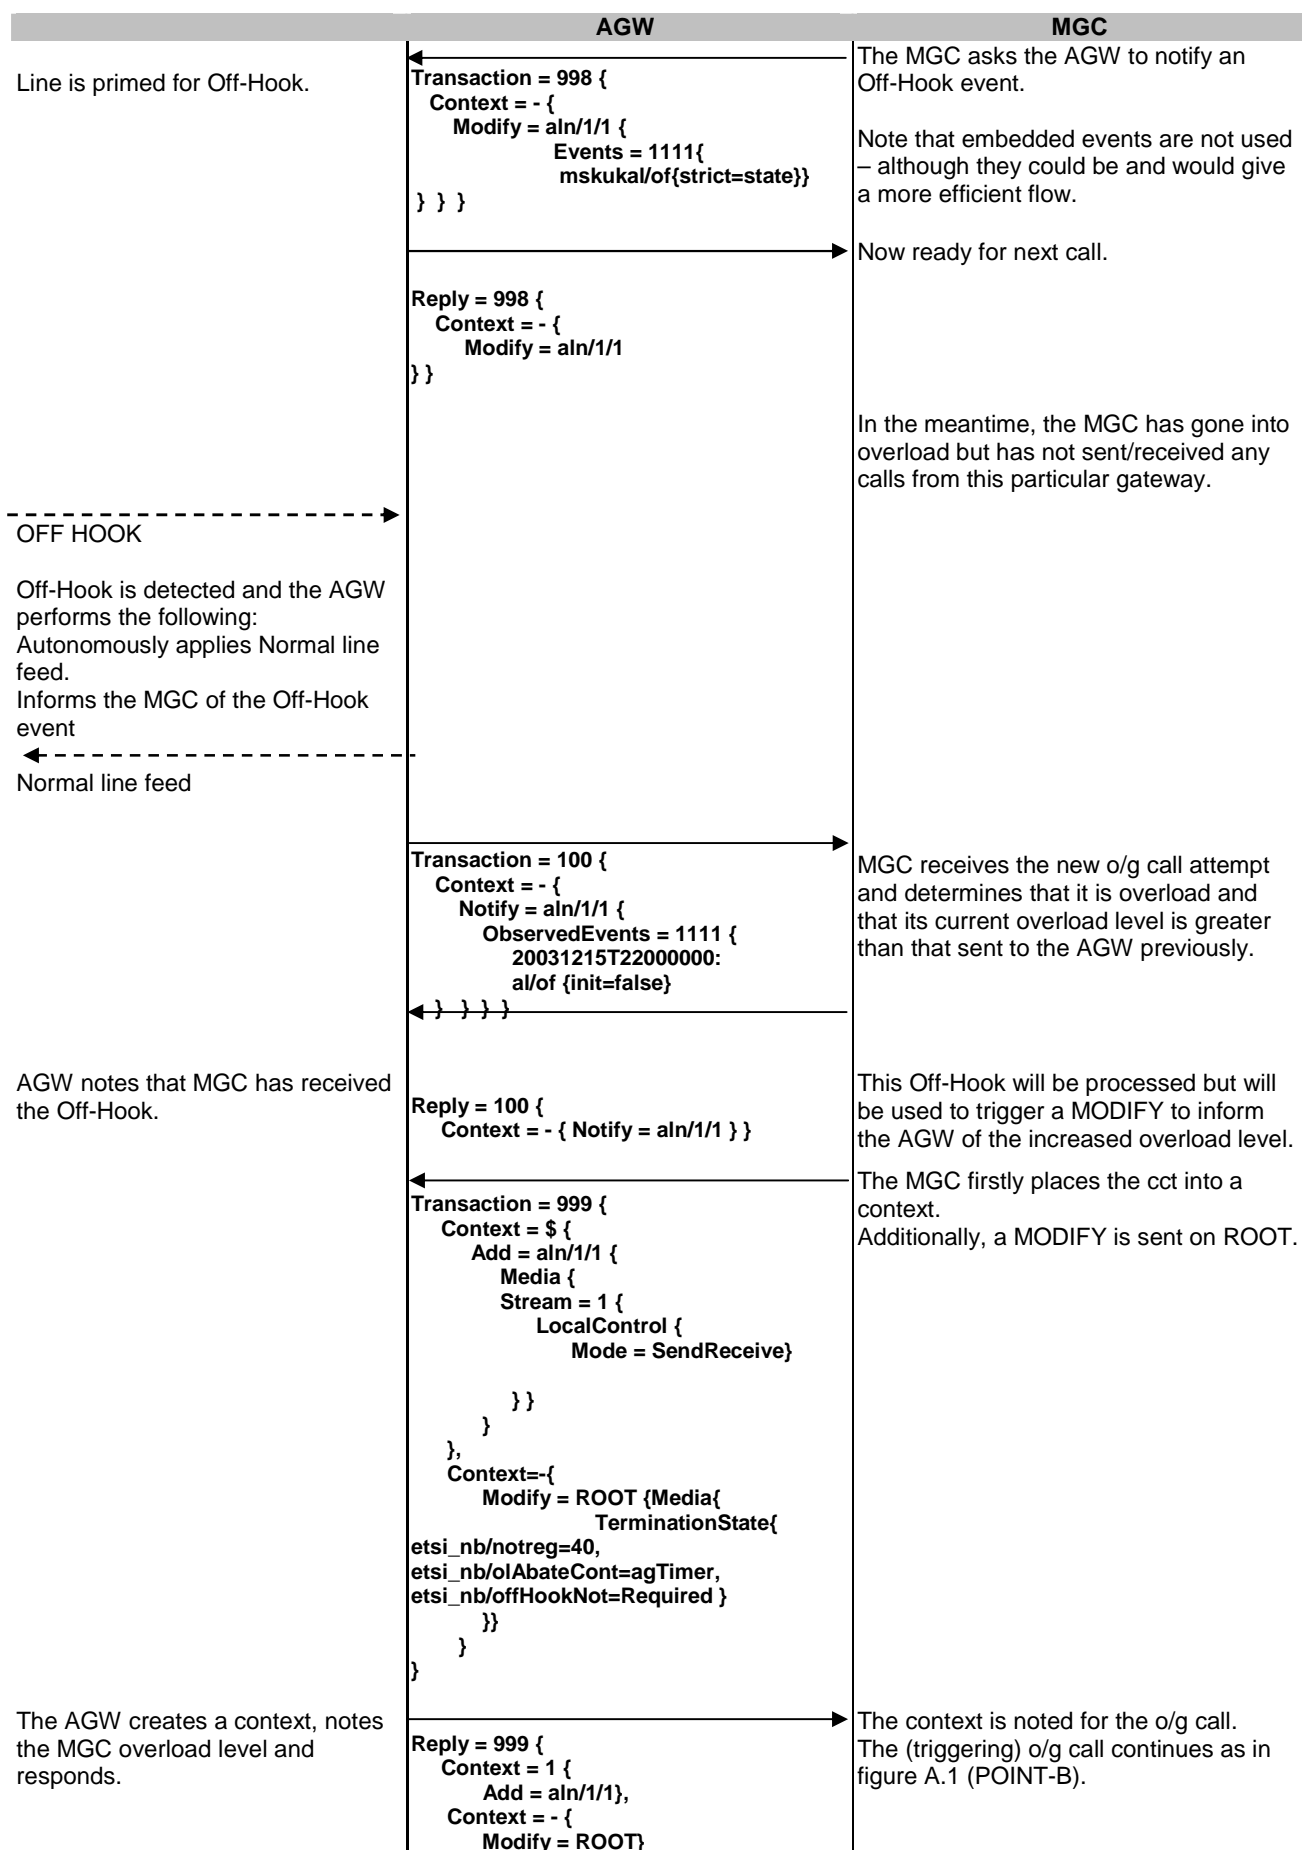 AGW MGC
The MGC asks the AGW to notify an
Off-Hook event.
Line is primed for Off-Hook.
Transaction = 998 {
Context = - {
Modify = aln/1/1 {
Events = 1111{
mskukal/of{strict=state}}
} } }
Note that embedded events are not used
– although they could be and would give
a more efficient flow.
Now ready for next call.
Reply = 998 {
Context = - {
Modify = aln/1/1
} }
In the meantime, the MGC has gone into
overload but has not sent/received any
calls from this particular gateway.
OFF HOOK
Off-Hook is detected and the AGW
performs the following:
Autonomously applies Normal line
feed.
Informs the MGC of the Off-Hook
event
Normal line feed
Transaction = 100 {
Context = - {
Notify = aln/1/1 {
ObservedEvents = 1111 {
20031215T22000000:
al/of {init=false}
} } } }
MGC receives the new o/g call attempt
and determines that it is overload and
that its current overload level is greater
than that sent to the AGW previously.
AGW notes that MGC has received
the Off-Hook.
Reply = 100 {
Context = - { Notify = aln/1/1 } }
This Off-Hook will be processed but will
be used to trigger a MODIFY to inform
the AGW of the increased overload level.
The MGC firstly places the cct into a
context.
Additionally, a MODIFY is sent on ROOT.
Transaction = 999 {
Context = $ {
Add = aln/1/1 {
Media {
Stream = 1 {
LocalControl {
Mode = SendReceive}
} }
}
},
Context=-{
Modify = ROOT {Media{
TerminationState{
etsi_nb/notreg=40,
etsi_nb/olAbateCont=agTimer,
etsi_nb/offHookNot=Required }
}}
}
}
The AGW creates a context, notes
the MGC overload level and
responds.
Reply = 999 {
Context = 1 {
Add = aln/1/1},
Context = - {
Modify = ROOT}
The context is noted for the o/g call.
The (triggering) o/g call continues as in
figure A.1 (POINT-B).